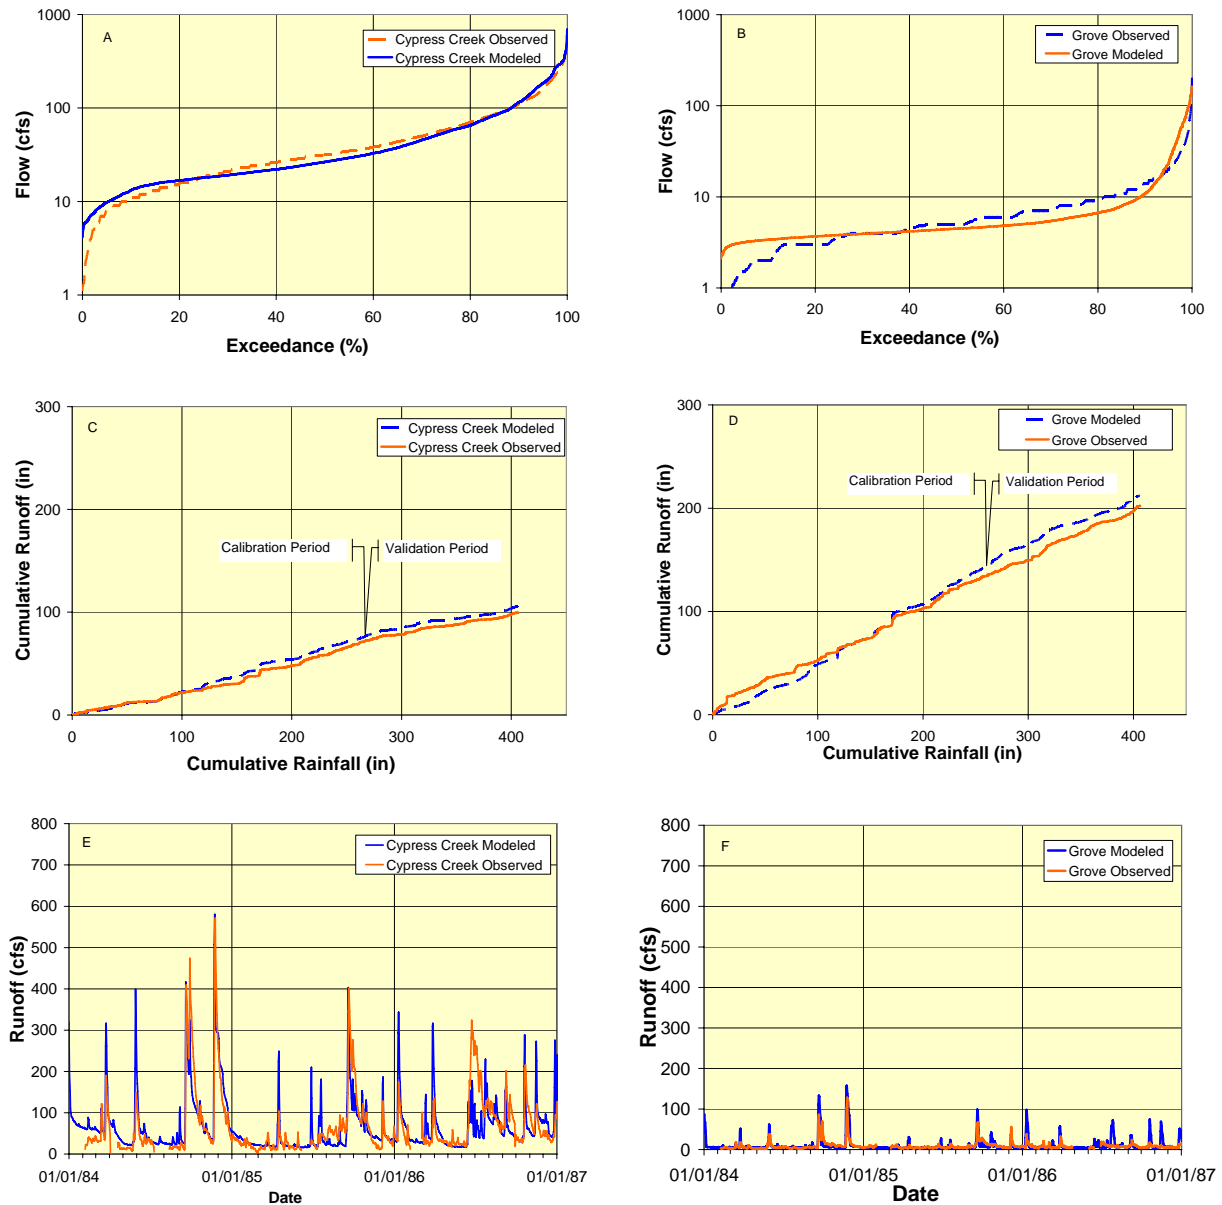 A
Cypress Creek Observed
Cypress Creek Modeled
1000
100
10
1
0 20 40 60 80 100
Flow (cfs)
Exceedance (%)
B
Grove Observed
Grove Modeled
1000
100
10
1
0 20 40 60 80 100
Flow (cfs)
Exceedance (%)
C
Cypress Creek Modeled
Cypress Creek Observed
Calibration Period
Validation Period
300
200
100
0
0 100 200 300 400
Cumulative Runoff (in)
Cumulative Rainfall (in)
D
Grove Modeled
Grove Observed
Calibration Period
Validation Period
300
200
100
0
0 100 200 300 400
Cumulative Runoff (in)
Cumulative Rainfall (in)
E
Cypress Creek Modeled
Cypress Creek Observed
800
700
600
500
400
300
200
100
0
01/01/84 01/01/85 01/01/86 01/01/87
Runoff (cfs)
Date
F
Grove Modeled
Grove Observed
800
700
600
500
400
300
200
100
0
01/01/84 01/01/85 01/01/86 01/01/87
Runoff (cfs)
Date